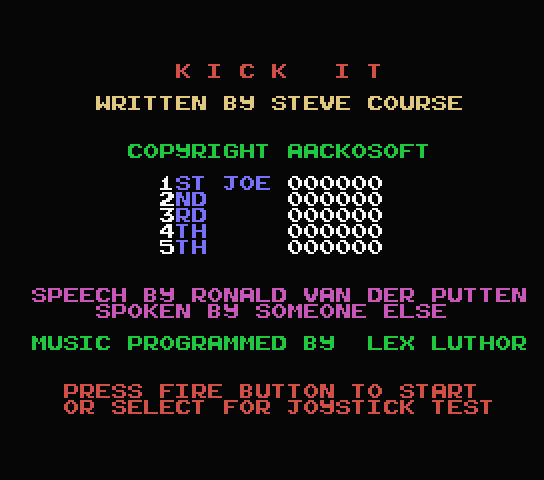 KICK IT
WRITTEN BY STEVE COURSE
COPYRIGHT AACKOSOFT
1ST JOE 000000
2ND 000000
3RD 000000
4TH 000000
5TH 000000
SPEECH BY RONALD VAN DER PUTTEN
SPOKEN BY SOMEONE ELSE
MUSIC PROGRAMMED BY LEX LUTHOR
PRESS FIRE BUTTON TO START
OR SELECT FOR JOYSTICK TEST